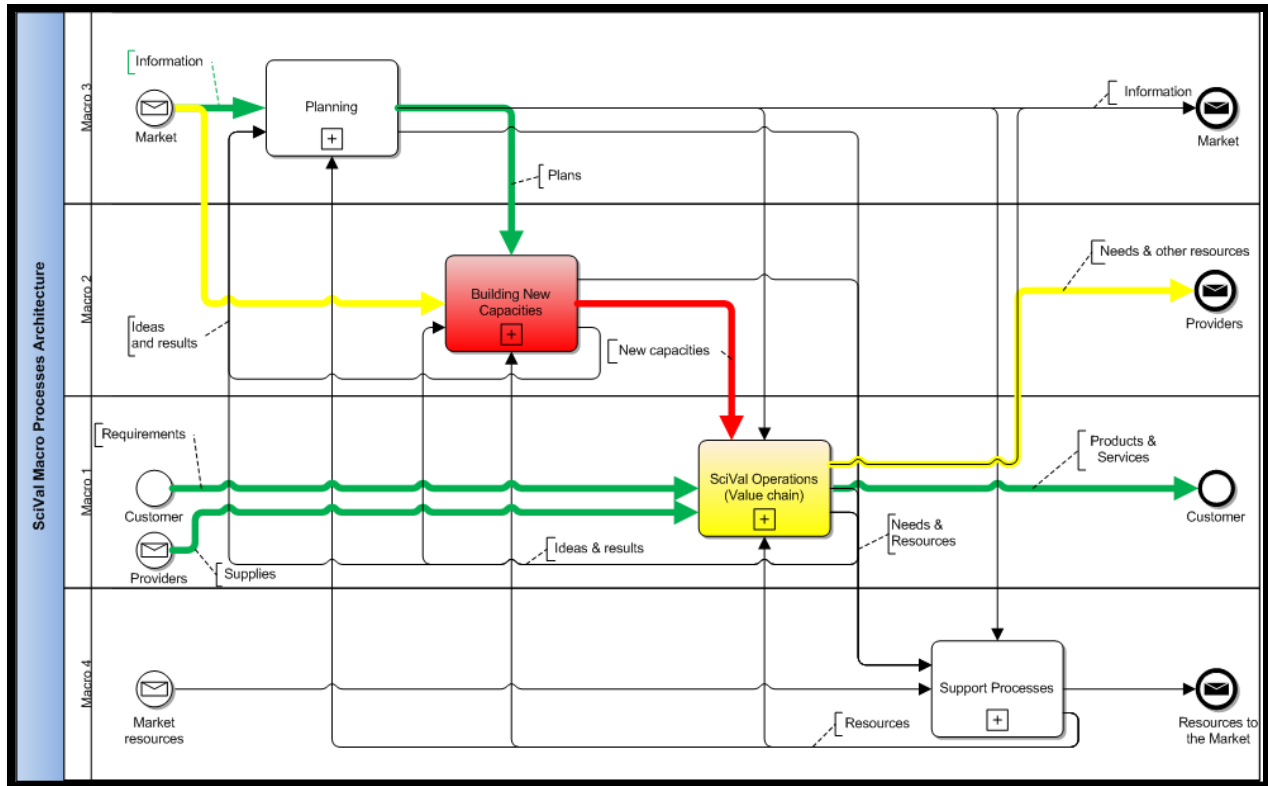 SciVal Macro Processes Architecture
Macro 3
Information
Market
Planning
Plans
Information
Market
Macro 2
Ideas
and results
Building New
Capacities
New capacities
Needs & other resources
Providers
Macro 1
Requirements
Customer
Providers
Supplies
Ideas & results
SciVal Operations
(Value chain)
Needs &
Resources
Products &
Services
Customer
Macro 4
Market
resources
Resources
Support Processes
Resources to
the Market